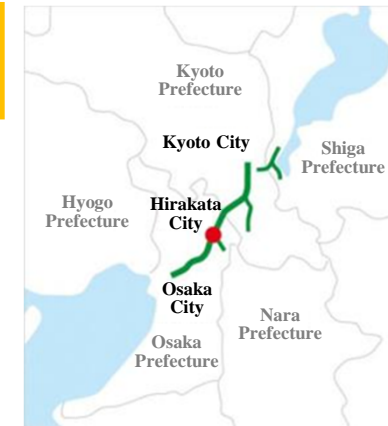 Kyoto
Prefecture
Kyoto City
Shiga
Prefecture
Hyogo
Prefecture
Hirakata
City
Osaka
City
Nara
Prefecture
Osaka
Prefecture